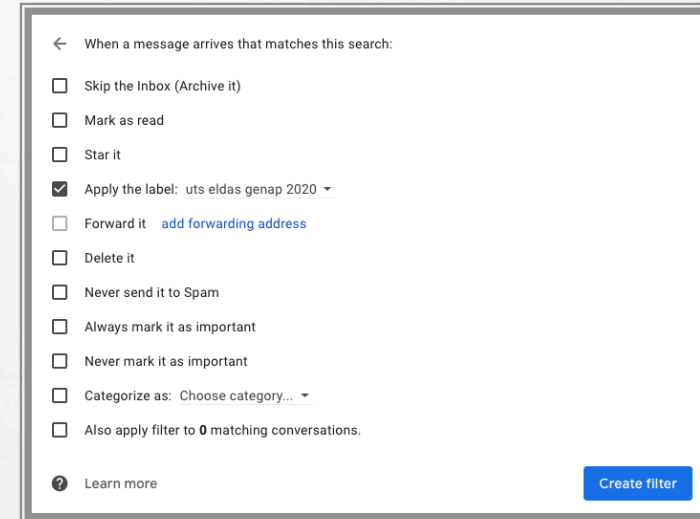 When a message arrives that matches this search:
Skip the Inbox (Archive it)
Mark as read
Star it
Apply the label: uts eldas genap 2020
Forward it add forwarding address
Delete it
Never send it to Spam
Always mark it as important
Never mark it as important
Categorize as: Choose category...
Also apply filter to 0 matching conversations.
Learn more Create filter